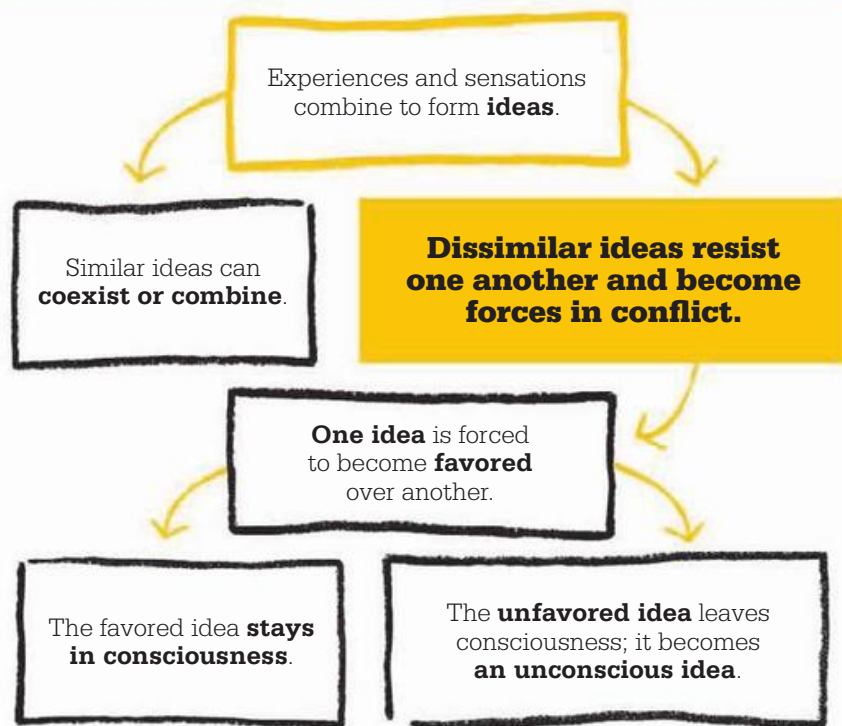 Experiences and sensations
combine to form ideas.
Similar ideas can
coexist or combine.
Dissimilar ideas resist
one another and become
forces in conflict.
One idea is forced
to become favored
over another.
The favored idea stays
in consciousness.
The unfavored idea leaves
consciousness; it becomes
an unconscious idea.